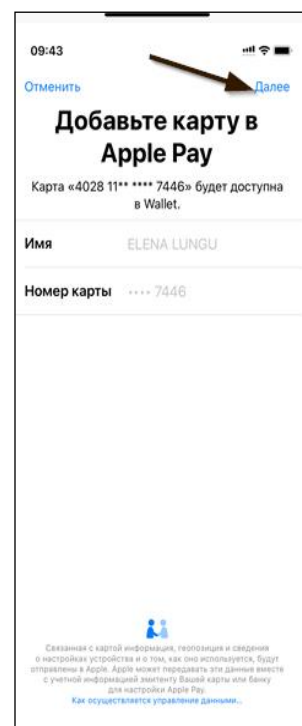 09:43
Отменить Далее
Добавьте карту в
Apple Pay
Карта «4028 11** **** 7446» будет доступна
в Wallet.
Имя ELENA LUNGU
Номер карты ···· 7446
Связанная с картой информация, геопозиция и сведения
о настройках устройства и о том, как оно используется, будут
отправлены в Apple. Apple может передавать эти данные вместе
с учетной информацией эмитенту Вашей карты или банку
для настройки Apple Pay.
Как осуществляется управление данными...